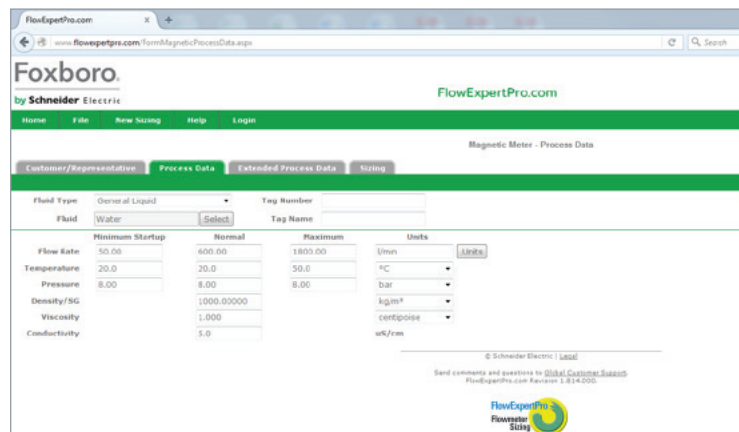 FlowExpertPro.com x +
www.flowexpertpro.com/FormMagneticProcessData.aspx C Search
Foxboro.
by Schneider Electric
FlowExpertPro.com
Home File New Sizing Help Login
Magnetic Meter - Process Data
Customer/Representative Process Data Extended Process Data Sizing
Fluid Type General Liquid Tag Number
Fluid Water Select Tag Name
Minimum Startup Normal Maximum Units
Flow Rate 50.00 600.00 1800.00 l/min Units
Temperature 20.0 20.0 50.0 °C
Pressure 8.00 8.00 8.00 bar
Density/SG 1000.00000 kg/m³
Viscosity 1.000 centipoise
Conductivity 5.0 uS/cm
© Schneider Electric | Legal
Send comments and questions to Global Customer Support.
FlowExpertPro.com Revision 1.814.000.
FlowExpertPro
Flowmeter
Sizing